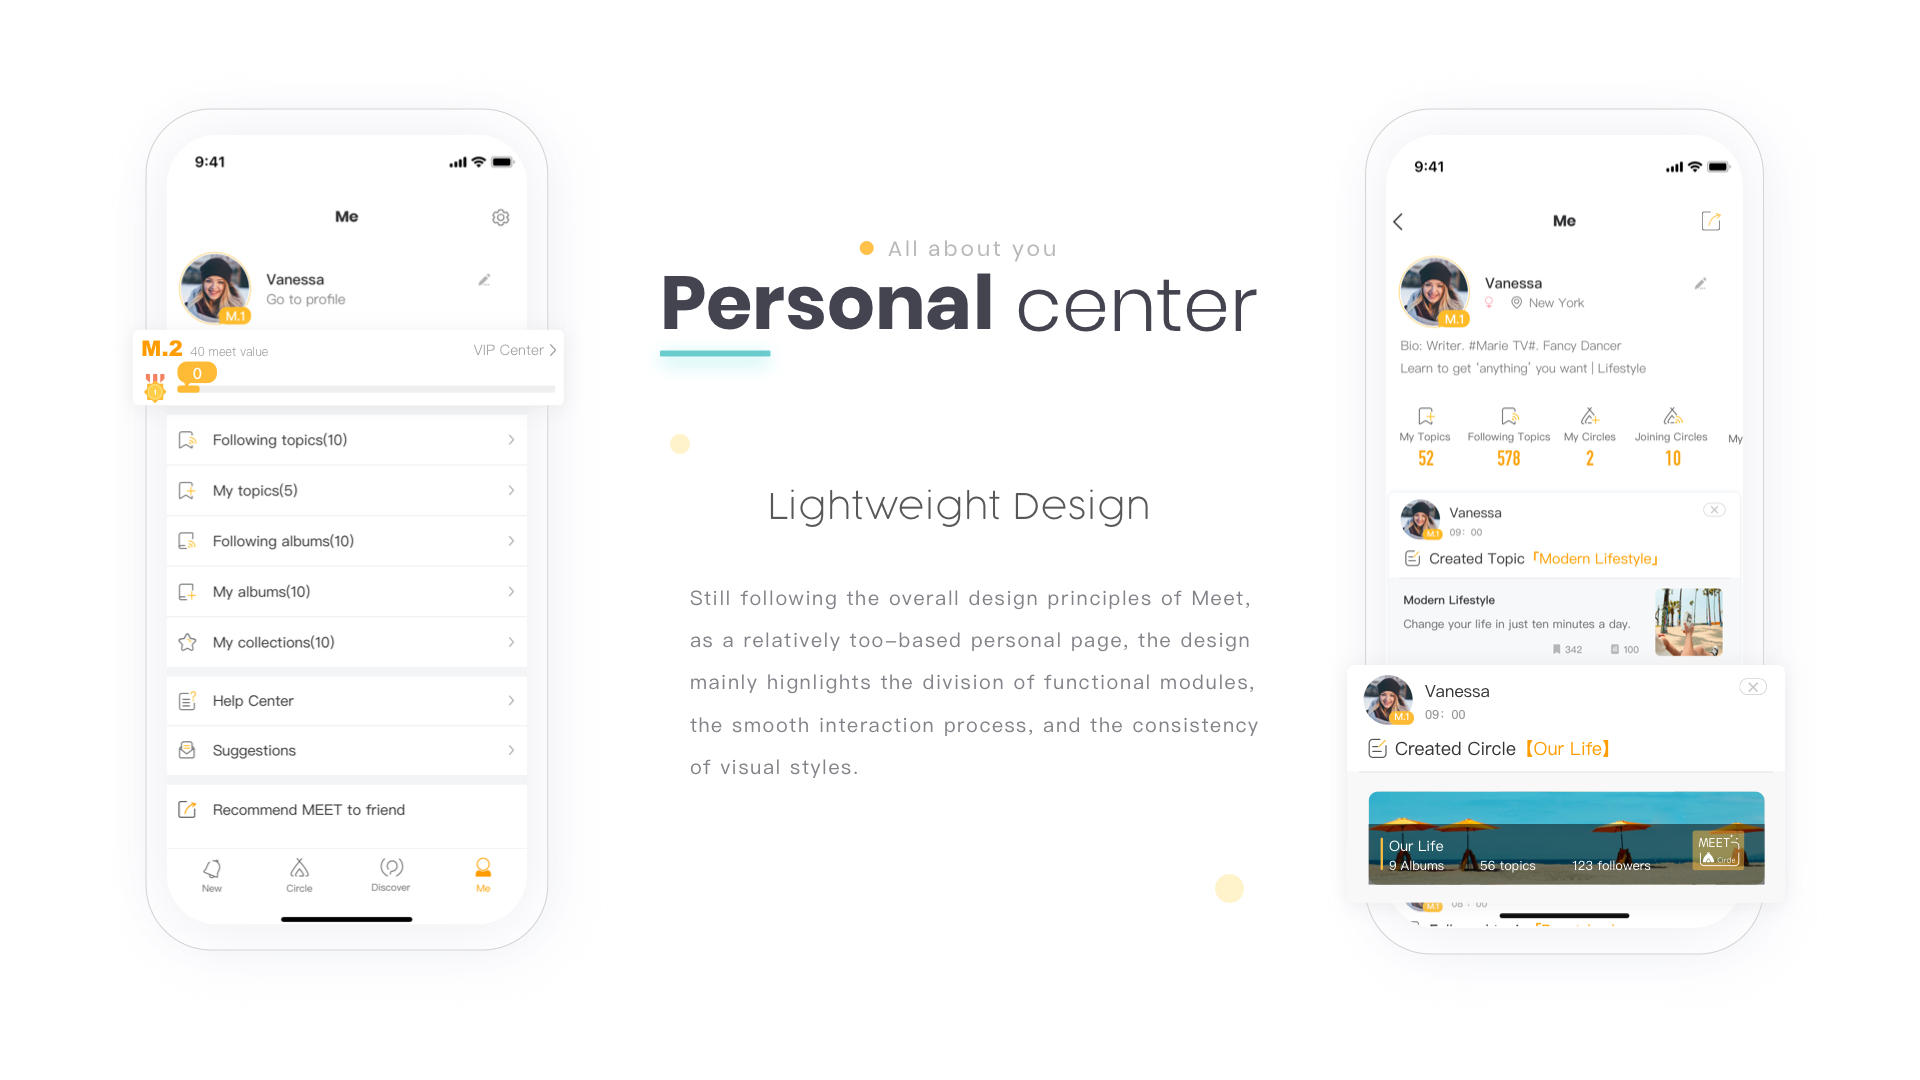 9:41
Me
Vanessa
Go to profile
M.1
M.2 40 meet value VIP Center
0
1
Following topics(10)
My topics(5)
Following albums(10)
My albums(10)
My collections(10)
Help Center
Suggestions
Recommend MEET to friend
New Circle Discover Me
All about you
Personal center
Lightweight Design
Still following the overall design principles of Meet,
as a relatively too-based personal page, the design
mainly hignlights the division of functional modules,
the smooth interaction process, and the consistency
of visual styles.
9:41
Me
Vanessa
New York
M.1
Bio: Writer. #Marie TV#. Fancy Dancer
Learn to get 'anything' you want | Lifestyle
My Topics Following Topics My Circles Joining Circles My
52 578 2 10
Vanessa
M.1 09: 00
Created Topic「Modern Lifestyle」
Modern Lifestyle
Change your life in just ten minutes a day.
342 100
Vanessa
M.1 09: 00
Created Circle【Our Life】
Our Life
9 Albums 56 topics 123 followers
MEET
Circle
M.1 08 : 00